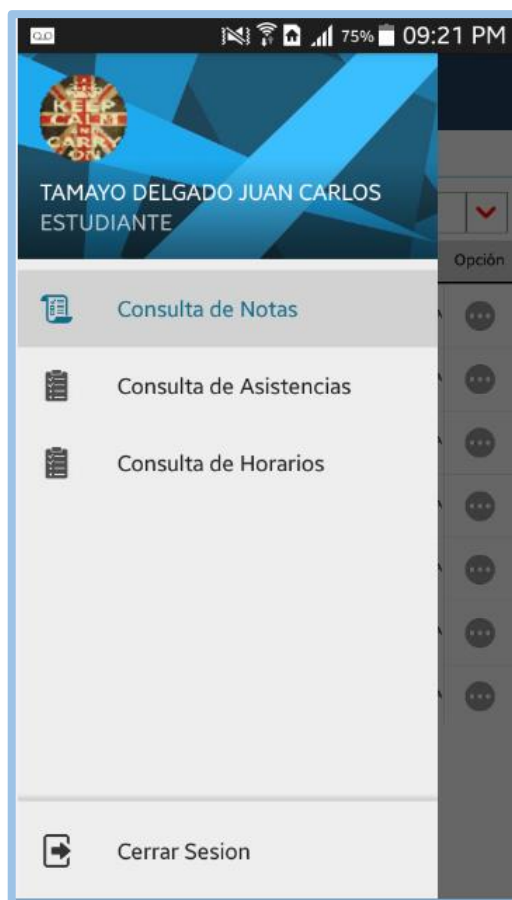 75% 09:21 PM
KEEP
CALM
AND
CARRY
ON
TAMAYO DELGADO JUAN CARLOS
ESTUDIANTE
Opción
Consulta de Notas
Consulta de Asistencias
Consulta de Horarios
Cerrar Sesion